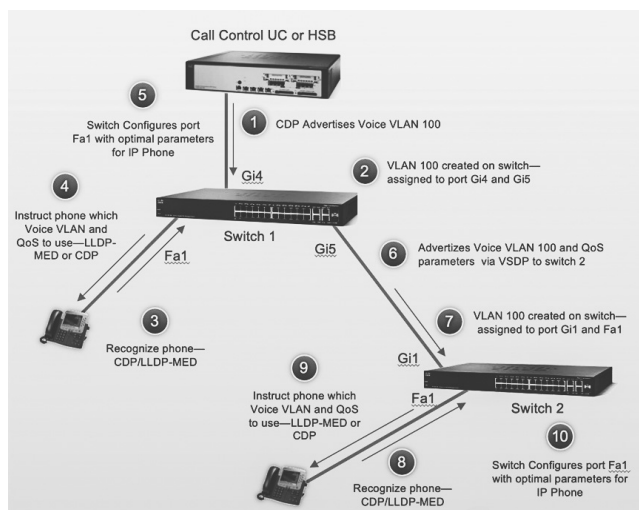 Call Control UC or HSB
5
Switch Configures port
Fa1 with optimal parameters
for IP Phone
1
CDP Advertises Voice VLAN 100
Gi4
2
VLAN 100 created on switch—
assigned to port Gi4 and Gi5
4
Instruct phone which
Voice VLAN and
QoS to use—LLDP-
MED or CDP
Switch 1
Fa1
Gi5
6
Advertizes Voice VLAN 100 and QoS
parameters via VSDP to switch 2
3
Recognize phone—
CDP/LLDP-MED
7
VLAN 100 created on switch—
assigned to port Gi1 and Fa1
Gi1
9
Instruct phone which
Voice VLAN and QoS
to use—LLDP-MED or
CDP
Fa1
Switch 2
8
Recognize phone—
CDP/LLDP-MED
10
Switch Configures port Fa1
with optimal parameters for
IP Phone